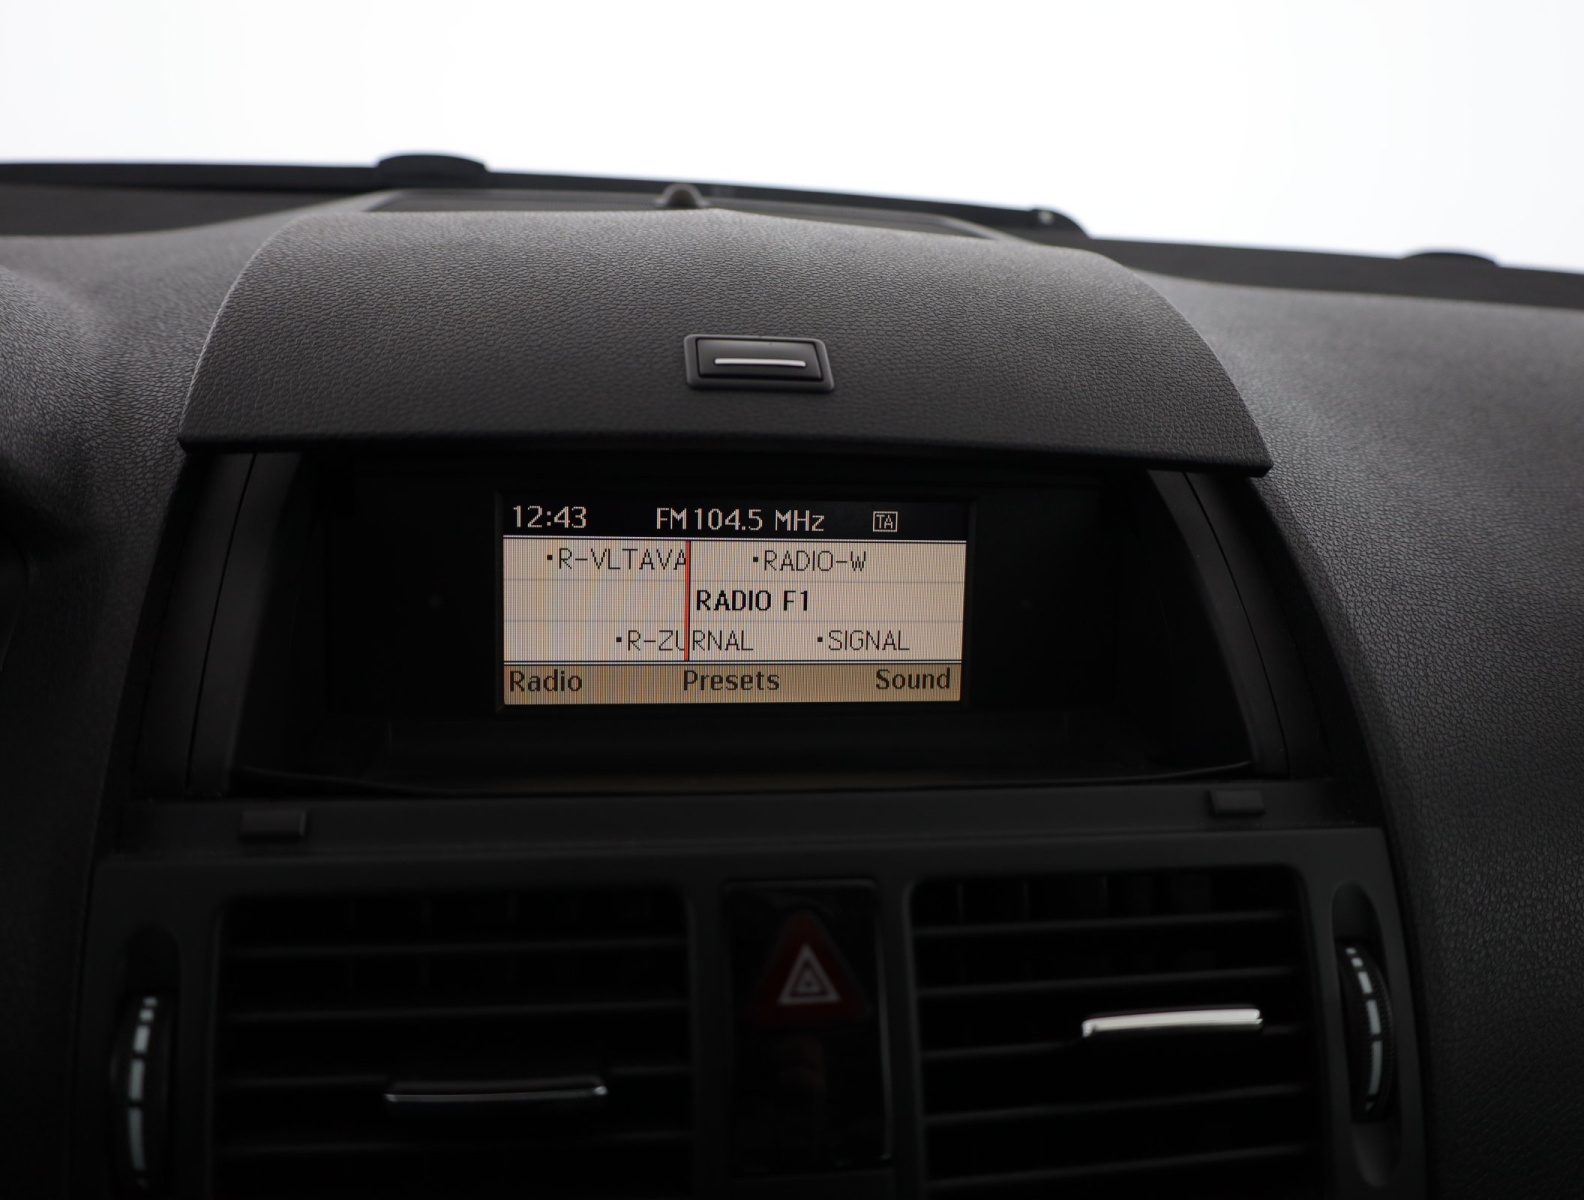 12:43 FM 104.5 MHz TA
•R-VLTAVA •RADIO-W
RADIO F1
•R-ZURNAL •SIGNAL
Radio Presets Sound